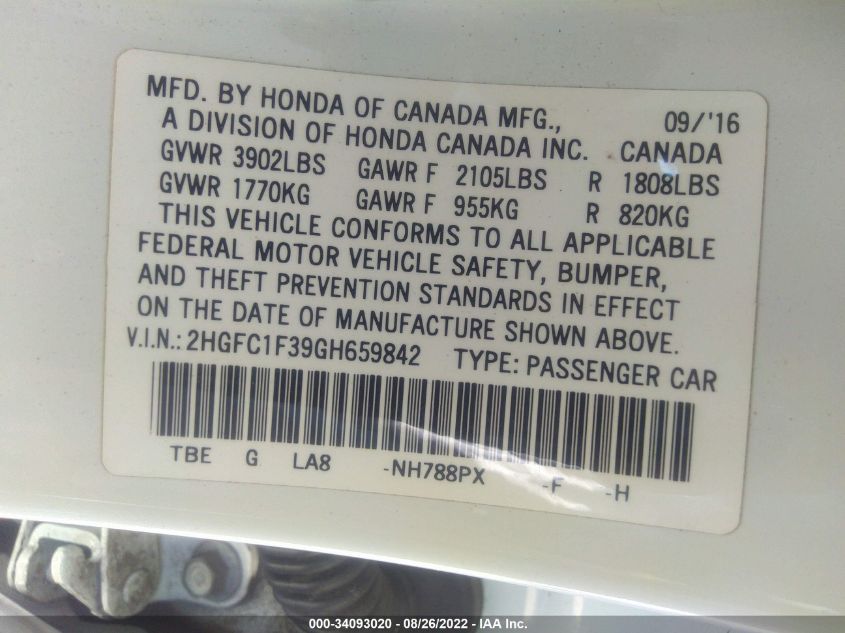 MFD. BY HONDA OF CANADA MFG., 09/'16
A DIVISION OF HONDA CANADA INC. CANADA
GVWR 3902LBS GAWR F 2105LBS R 1808LBS
GVWR 1770KG GAWR F 955KG R 820KG
THIS VEHICLE CONFORMS TO ALL APPLICABLE
FEDERAL MOTOR VEHICLE SAFETY, BUMPER,
AND THEFT PREVENTION STANDARDS IN EFFECT
ON THE DATE OF MANUFACTURE SHOWN ABOVE.
V.I.N.: 2HGFC1F39GH659842 TYPE: PASSENGER CAR
TBE G LA8 -NH788PX -F -H
000-34093020 - 08/26/2022 - IAA Inc.